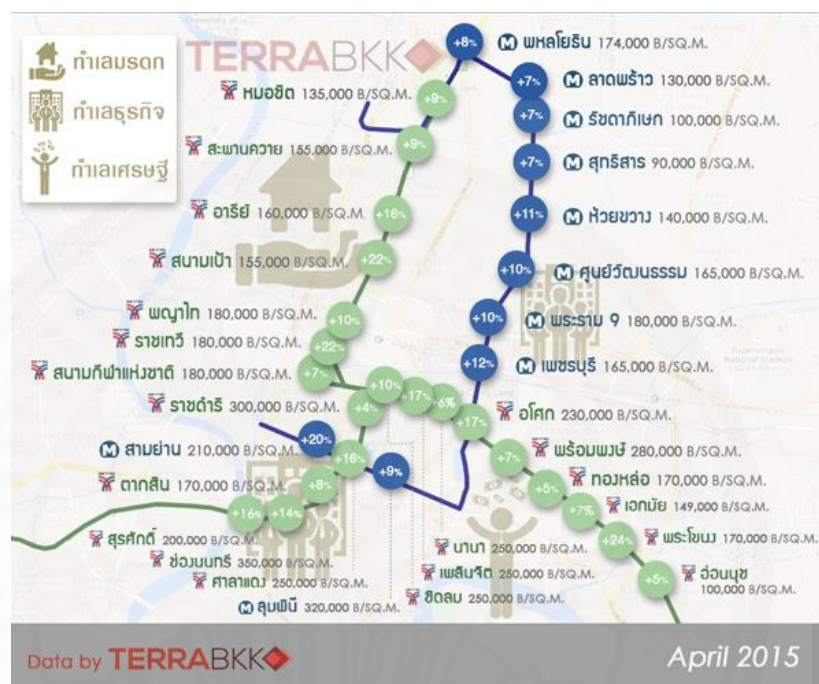 TERRABKK
ทำเลมรดก
ทำเลธุรกิจ
ทำเลเศรษฐี
+8% M พหลโยธิน 174,000 B/SQ.M.
+7% M ลาดพร้าว 130,000 B/SQ.M.
หมอชิต 135,000 B/SQ.M. +9%
+7% M รัชดาภิเษก 100,000 B/SQ.M.
สะพานควาย 155,000 B/SQ.M. +9%
+7% M สุทธิสาร 90,000 B/SQ.M.
อารีย์ 160,000 B/SQ.M. +16%
+11% M ห้วยขวาง 140,000 B/SQ.M.
สนามเป้า 155,000 B/SQ.M. +22%
+10% M ศูนย์วัฒนธรรม 165,000 B/SQ.M.
พญาไท 180,000 B/SQ.M. +10%
+10% M พระราม 9 180,000 B/SQ.M.
ราชเทวี 180,000 B/SQ.M. +22%
+12% M เพชรบุรี 165,000 B/SQ.M.
สนามกีฬาแห่งชาติ 180,000 B/SQ.M. +7%
+10% +17% +6%
ราชดำริ 300,000 B/SQ.M. +4%
+17% อโศก 230,000 B/SQ.M.
M สามย่าน 210,000 B/SQ.M. +20%
+16% +9%
+7% พร้อมพงษ์ 280,000 B/SQ.M.
ตากสิน 170,000 B/SQ.M. +8%
+5% ทองหล่อ 170,000 B/SQ.M.
+16% +14%
+7% เอกมัย 149,000 B/SQ.M.
สุรศักดิ์ 200,000 B/SQ.M.
+24% พระโขนง 170,000 B/SQ.M.
ช่องนนทรี 350,000 B/SQ.M.
นานา 250,000 B/SQ.M.
ศาลาแดง 250,000 B/SQ.M.
เพลินจิต 250,000 B/SQ.M.
+5% อ่อนนุช
100,000 B/SQ.M.
M ลุมพินี 320,000 B/SQ.M.
ชิดลม 250,000 B/SQ.M.
Data by TERRABKK
April 2015